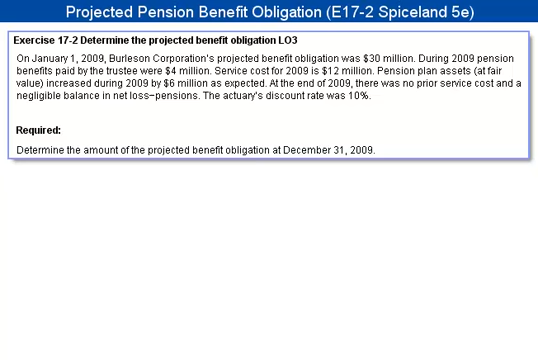 Projected Pension Benefit Obligation (E17-2 Spiceland 5e)
Exercise 17-2 Determine the projected benefit obligation LO3
On January 1, 2009, Burleson Corporation's projected benefit obligation was $30 million. During 2009 pension
benefits paid by the trustee were $4 million. Service cost for 2009 is $12 million. Pension plan assets (at fair
value) increased during 2009 by $6 million as expected. At the end of 2009, there was no prior service cost and a
negligible balance in net loss−pensions. The actuary's discount rate was 10%.
Required:
Determine the amount of the projected benefit obligation at December 31, 2009.